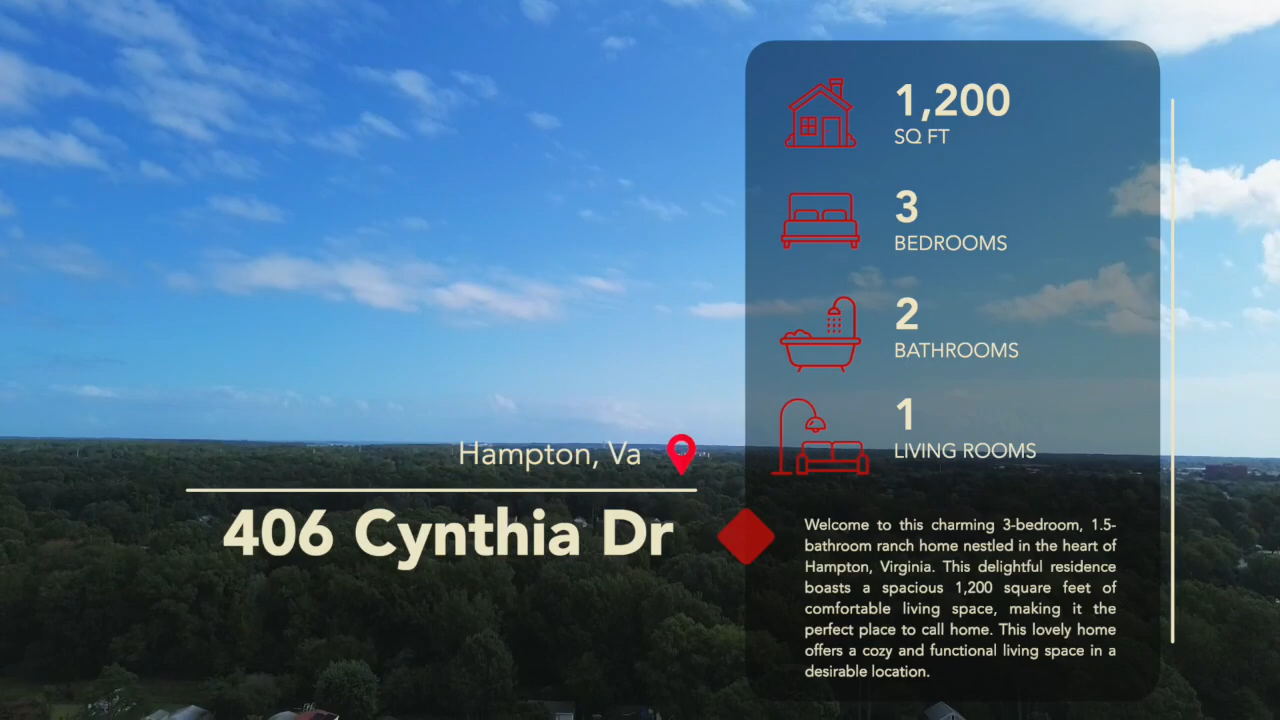 Hampton, Va
406 Cynthia Dr
1,200
SQ FT
3
BEDROOMS
2
BATHROOMS
1
LIVING ROOMS
Welcome to this charming 3-bedroom, 1.5-
bathroom ranch home nestled in the heart of
Hampton, Virginia. This delightful residence
boasts a spacious 1,200 square feet of
comfortable living space, making it the
perfect place to call home. This lovely home
offers a cozy and functional living space in a
desirable location.